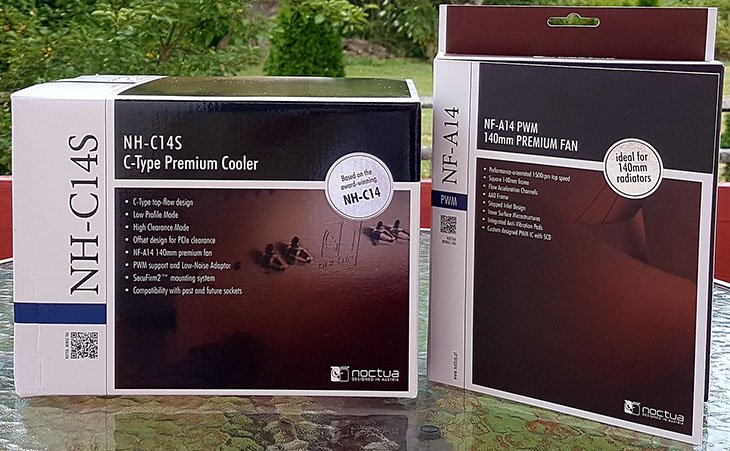 NH-C14S
NH-C14S
C-Type Premium Cooler
Based on the
award-winning
NH-C14
• C-Type top-flow design
• Low Profile Mode
• High Clearance Mode
• Offset design for PCIe clearance
• NF-A14 140mm premium fan
• PWM support and Low-Noise Adaptor
• SecuFirm2™ mounting system
• Compatibility with past and future sockets
noctua
DESIGNED IN AUSTRIA
NF-A14
PWM
NF-A14 PWM
140mm PREMIUM FAN
ideal for
140mm
radiators
• Performance-orientated 1500rpm top speed
• Square 140mm frame
• Flow Acceleration Channels
• AAO Frame
• Stepped Inlet Design
• Inner Surface Microstructures
• Integrated Anti-Vibration Pads
• Custom designed PWM IC with SCD
www.noctua.at
noctua
DESIGNED IN AUSTRIA